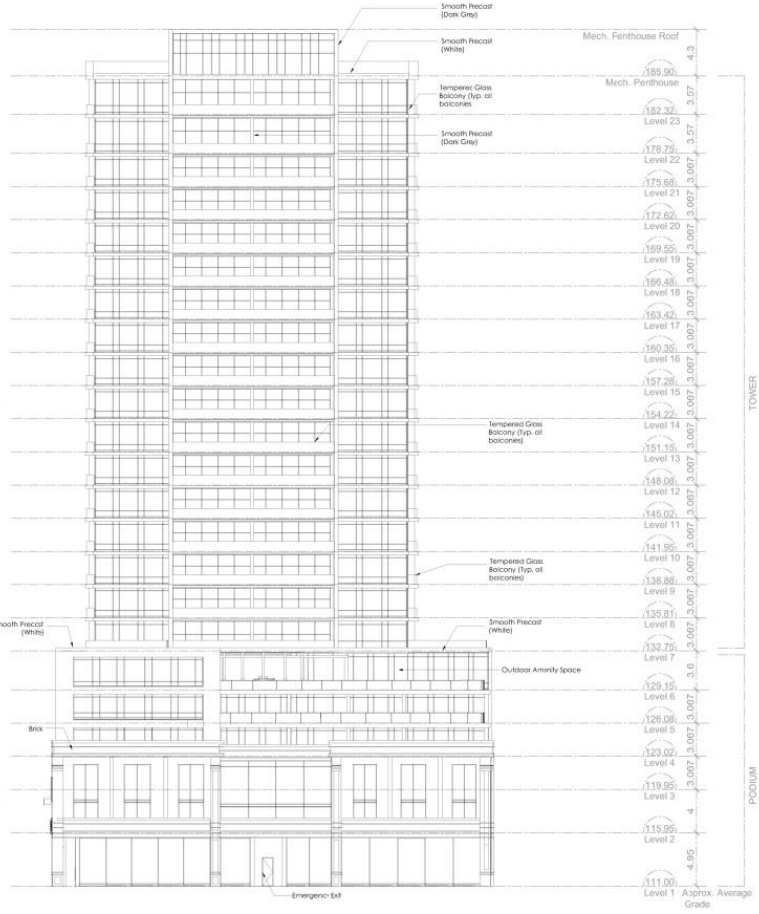 Smooth Precast
(Dark Grey)
Mech. Penthouse Roof
4.3
Smooth Precast
(White)
185.90
Mech. Penthouse
3.57
Tempered Glass
Balcony (Typ. all
balconies
182.32
Level 23
3.57
Smooth Precast
(Dark Grey)
178.75
Level 22
3.067
175.68
Level 21
3.067
172.62
Level 20
3.067
169.55
Level 19
3.067
166.48
Level 18
3.067
163.42
Level 17
3.067
160.35
Level 16
3.067
157.28
Level 15
3.067
154.22
Level 14
3.067
TOWER
Tempered Glass
Balcony (Typ. all
balconies)
151.15
Level 13
3.067
148.08
Level 12
3.067
145.02
Level 11
3.067
141.95
Level 10
3.067
Tempered Glass
Balcony (Typ. all
balconies)
138.88
Level 9
3.067
135.81
Level 8
3.067
mooth Precast
(White)
Smooth Precast
(White)
132.75
Level 7
3.6
Outdoor Amenity Space
129.15
Level 6
3.067
126.08
Level 5
3.067
Brick
123.02
Level 4
3.067
119.95
Level 3
4
PODIUM
115.95
Level 2
4.95
111.00
Level 1 Approx. Average
Grade
Emergency Exit